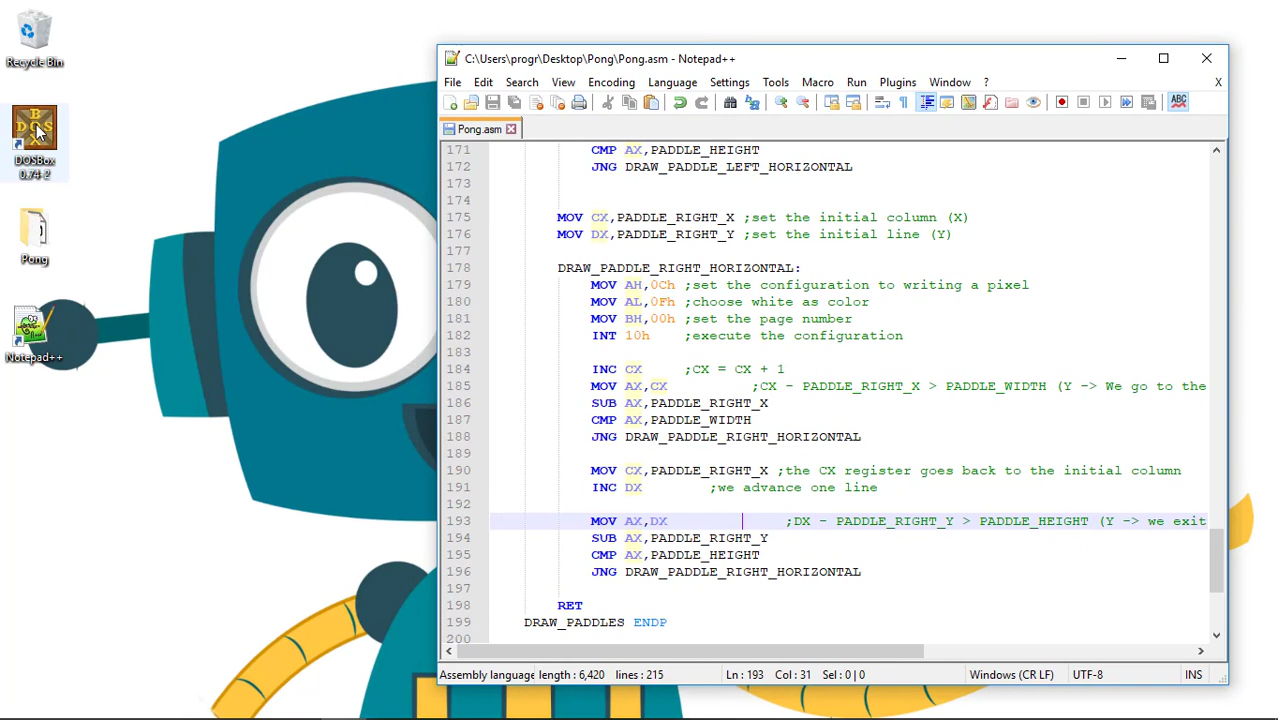 Recycle Bin
DOSBox
0.74-2
Pong
Notepad++
C:\Users\progr\Desktop\Pong\Pong.asm - Notepad++
File Edit Search View Encoding Language Settings Tools Macro Run Plugins Window ? X
Pong.asm
171 CMP AX,PADDLE_HEIGHT
172 JNG DRAW_PADDLE_LEFT_HORIZONTAL
173
174
175 MOV CX,PADDLE_RIGHT_X ;set the initial column (X)
176 MOV DX,PADDLE_RIGHT_Y ;set the initial line (Y)
177
178 DRAW_PADDLE_RIGHT_HORIZONTAL:
179 MOV AH,0Ch ;set the configuration to writing a pixel
180 MOV AL,0Fh ;choose white as color
181 MOV BH,00h ;set the page number
182 INT 10h ;execute the configuration
183
184 INC CX ;CX = CX + 1
185 MOV AX,CX ;CX - PADDLE_RIGHT_X > PADDLE_WIDTH (Y -> We go to the
186 SUB AX,PADDLE_RIGHT_X
187 CMP AX,PADDLE_WIDTH
188 JNG DRAW_PADDLE_RIGHT_HORIZONTAL
189
190 MOV CX,PADDLE_RIGHT_X ;the CX register goes back to the initial column
191 INC DX ;we advance one line
192
193 MOV AX,DX ;DX - PADDLE_RIGHT_Y > PADDLE_HEIGHT (Y -> we exit
194 SUB AX,PADDLE_RIGHT_Y
195 CMP AX,PADDLE_HEIGHT
196 JNG DRAW_PADDLE_RIGHT_HORIZONTAL
197
198 RET
199 DRAW_PADDLES ENDP
200
Assembly language length : 6,420 lines : 215 Ln : 193 Col : 31 Sel : 0 | 0 Windows (CR LF) UTF-8 INS